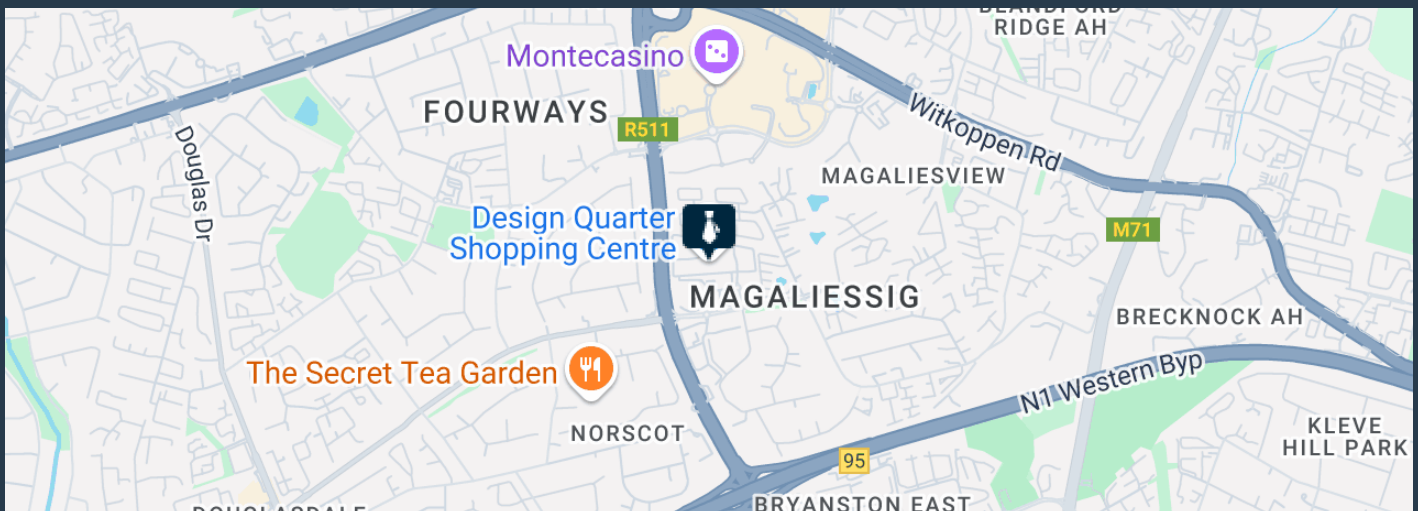 BLANDFORD
RIDGE AH
Montecasino
FOURWAYS
R511
Witkoppen Rd
Douglas Dr
MAGALIESVIEW
Design Quarter
Shopping Centre
M71
MAGALIESSIG
BRECKNOCK AH
The Secret Tea Garden
N1 Western Byp
NORSCOT
KLEVE
HILL PARK
95
BRYANSTON EAST
DOUGLASDALE